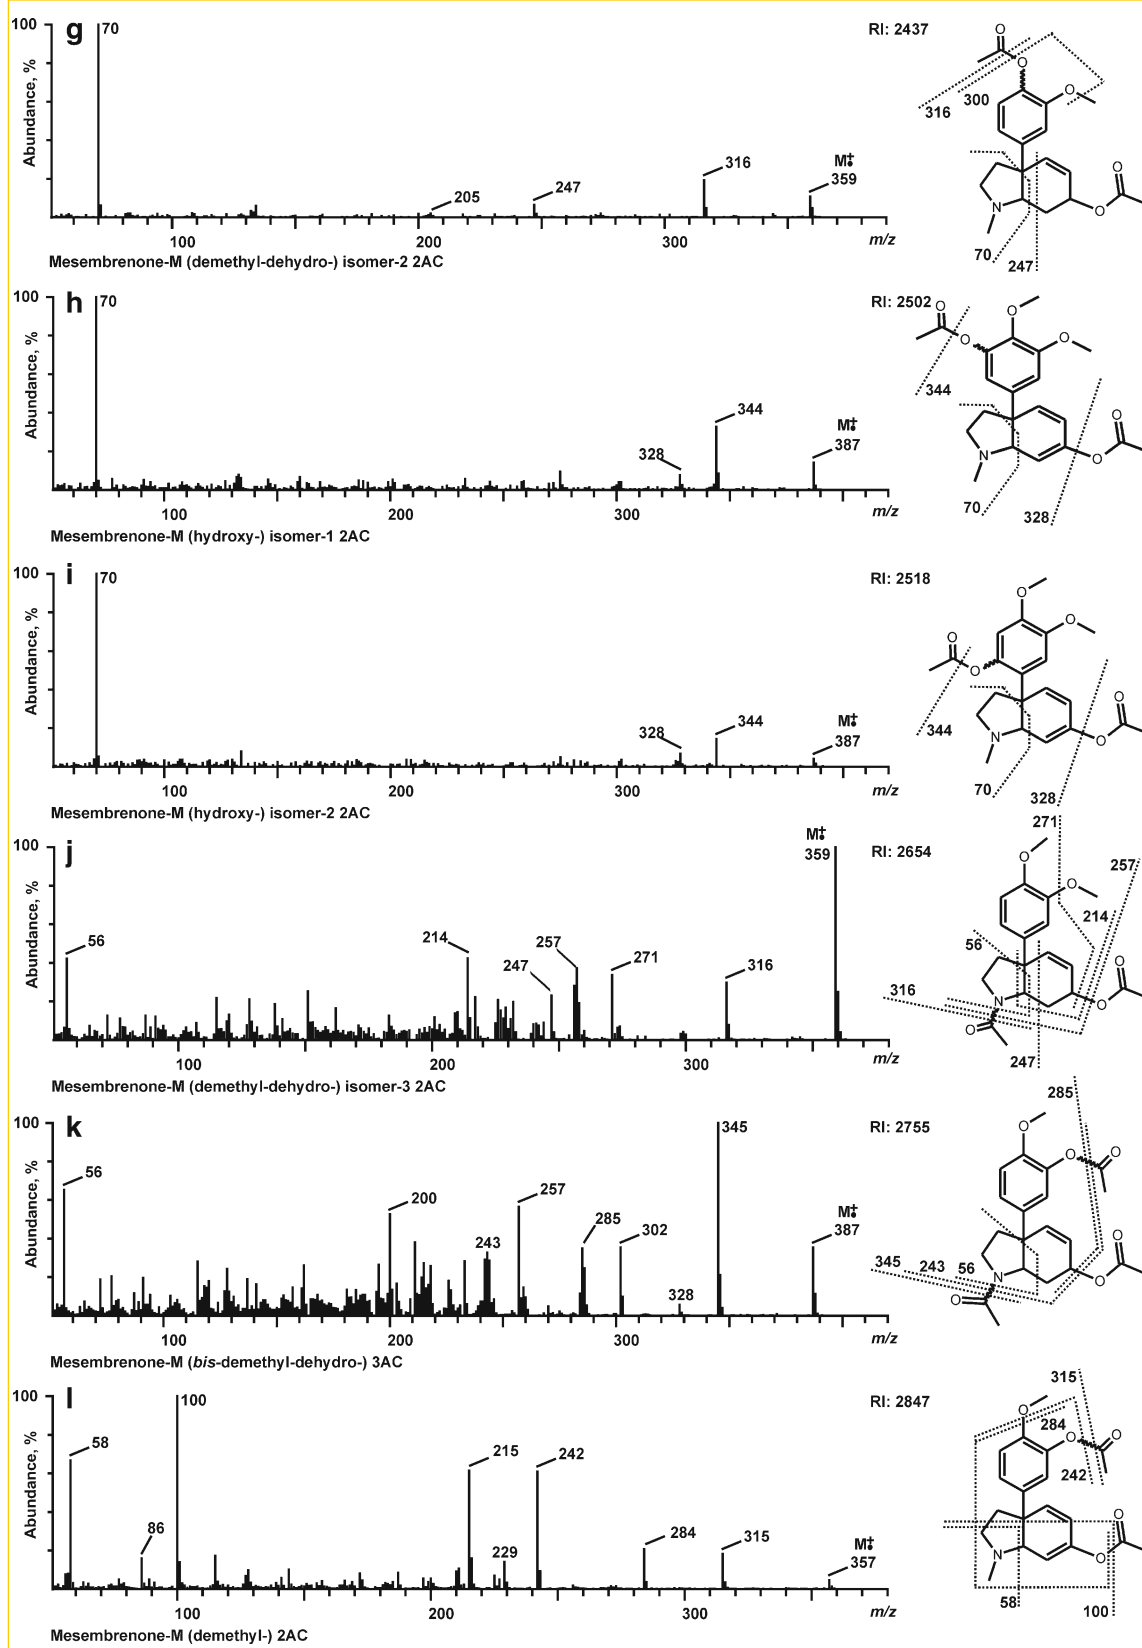 g
100
70
RI: 2437
Abundance, %
205
247
316
M+•
359
100
200
300
m/z
O
O
O
316
300
N
O
O
70
247
Mesembrenone-M (demethyl-dehydro-) isomer-2 2AC
h
100
70
RI: 2502
Abundance, %
328
344
M+•
387
100
200
300
m/z
O
O
O
O
344
N
O
O
70
328
Mesembrenone-M (hydroxy-) isomer-1 2AC
i
100
70
RI: 2518
Abundance, %
328
344
M+•
387
100
200
300
m/z
O
O
O
O
344
N
O
O
70
328
Mesembrenone-M (hydroxy-) isomer-2 2AC
j
100
RI: 2654
Abundance, %
56
214
247
257
271
316
M+•
359
100
200
300
m/z
271
257
O
O
214
56
316
N
O
O
O
247
Mesembrenone-M (demethyl-dehydro-) isomer-3 2AC
k
100
RI: 2755
Abundance, %
56
200
243
257
285
302
328
345
M+•
387
100
200
300
m/z
285
O
O
O
345
243
56
N
O
O
O
Mesembrenone-M (bis-demethyl-dehydro-) 3AC
l
100
100
RI: 2847
Abundance, %
58
86
215
229
242
284
315
M+•
357
100
200
300
m/z
315
O
284
O
O
242
N
O
O
58
100
Mesembrenone-M (demethyl-) 2AC